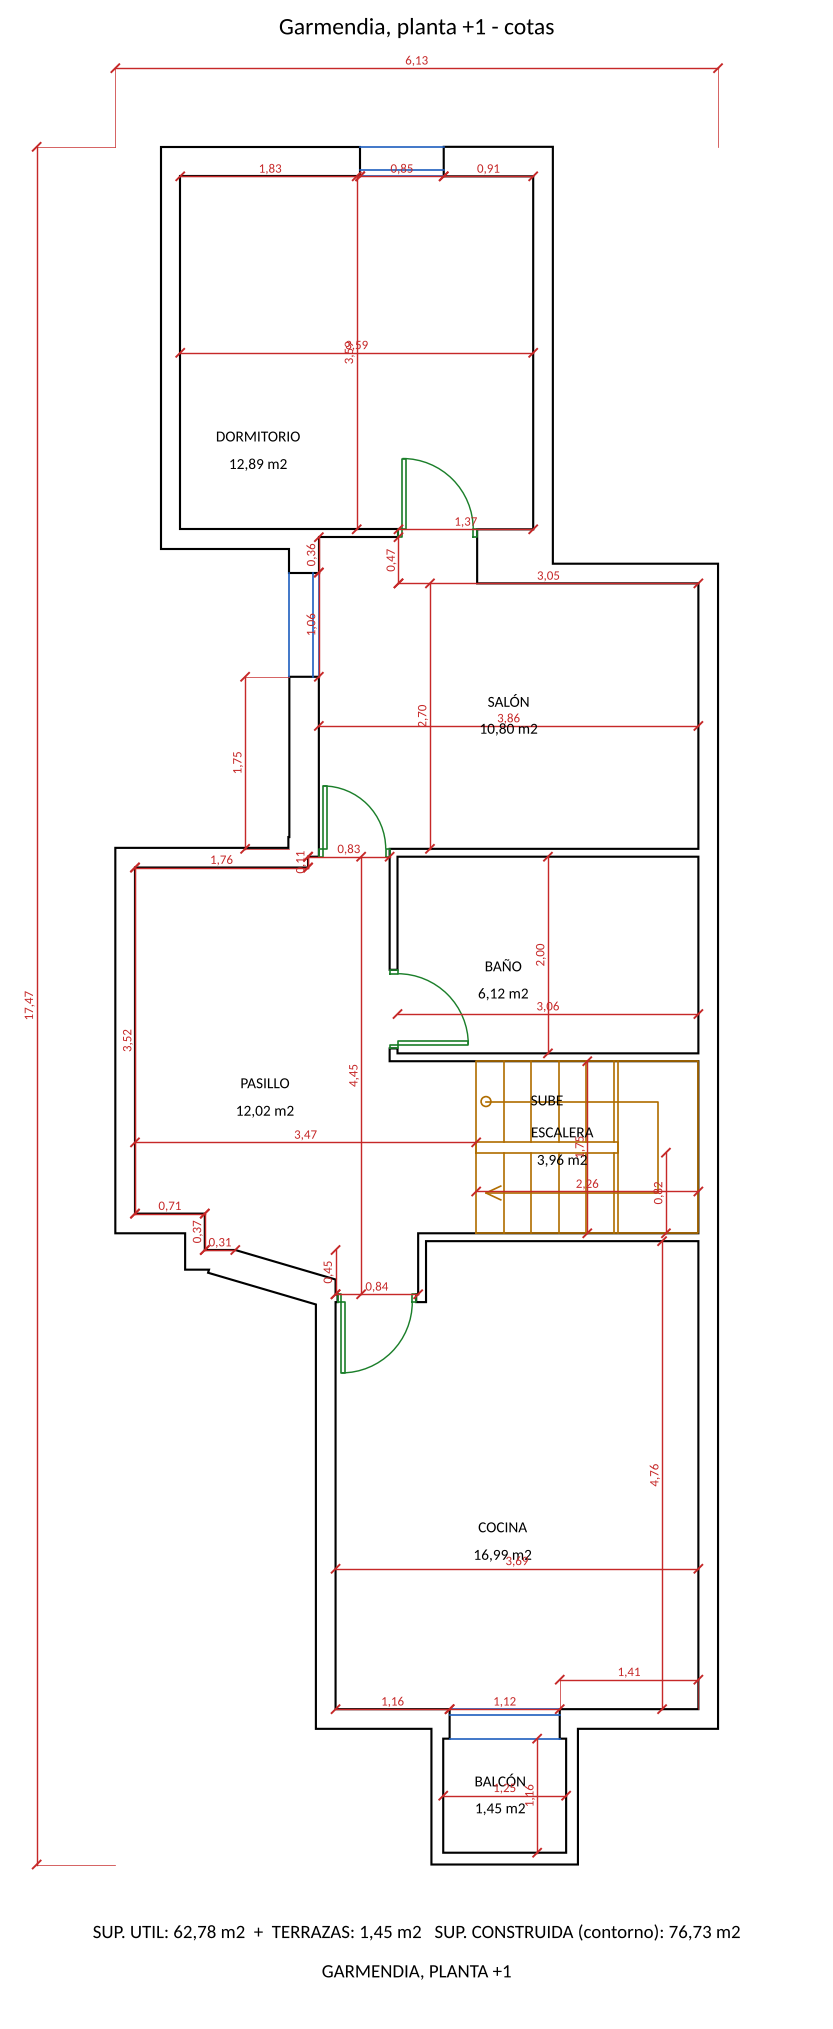 Garmendia, planta +1 - cotas
6,13
1,83
0,85
0,91
3,59
3,59
DORMITORIO
12,89 m2
1,37
0,36
0,47
3,05
1,06
SALÓN
2,70
3,86
10,80 m2
1,75
0,83
1,76
0,11
2,00
BAÑO
6,12 m2
3,06
17,47
3,52
4,45
PASILLO
12,02 m2
SUBE
ESCALERA
1,75
3,96 m2
3,47
2,26
0,82
0,71
0,37
0,31
0,45
0,84
4,76
COCINA
16,99 m2
3,69
1,41
1,16
1,12
BALCÓN
1,25
1,16
1,45 m2
SUP. UTIL: 62,78 m2 + TERRAZAS: 1,45 m2 SUP. CONSTRUIDA (contorno): 76,73 m2
GARMENDIA, PLANTA +1